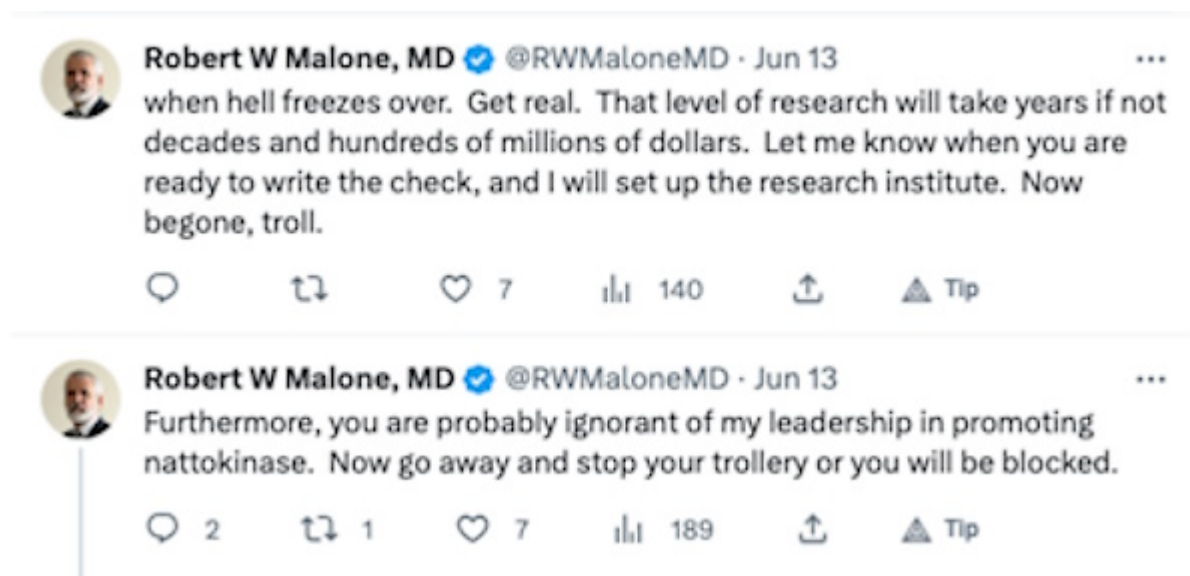 Robert W Malone, MD @RWMaloneMD · Jun 13 ...
when hell freezes over. Get real. That level of research will take years if not
decades and hundreds of millions of dollars. Let me know when you are
ready to write the check, and I will set up the research institute. Now
begone, troll.
7 140 Tip
Robert W Malone, MD @RWMaloneMD · Jun 13 ...
Furthermore, you are probably ignorant of my leadership in promoting
nattokinase. Now go away and stop your trollery or you will be blocked.
2 1 7 189 Tip